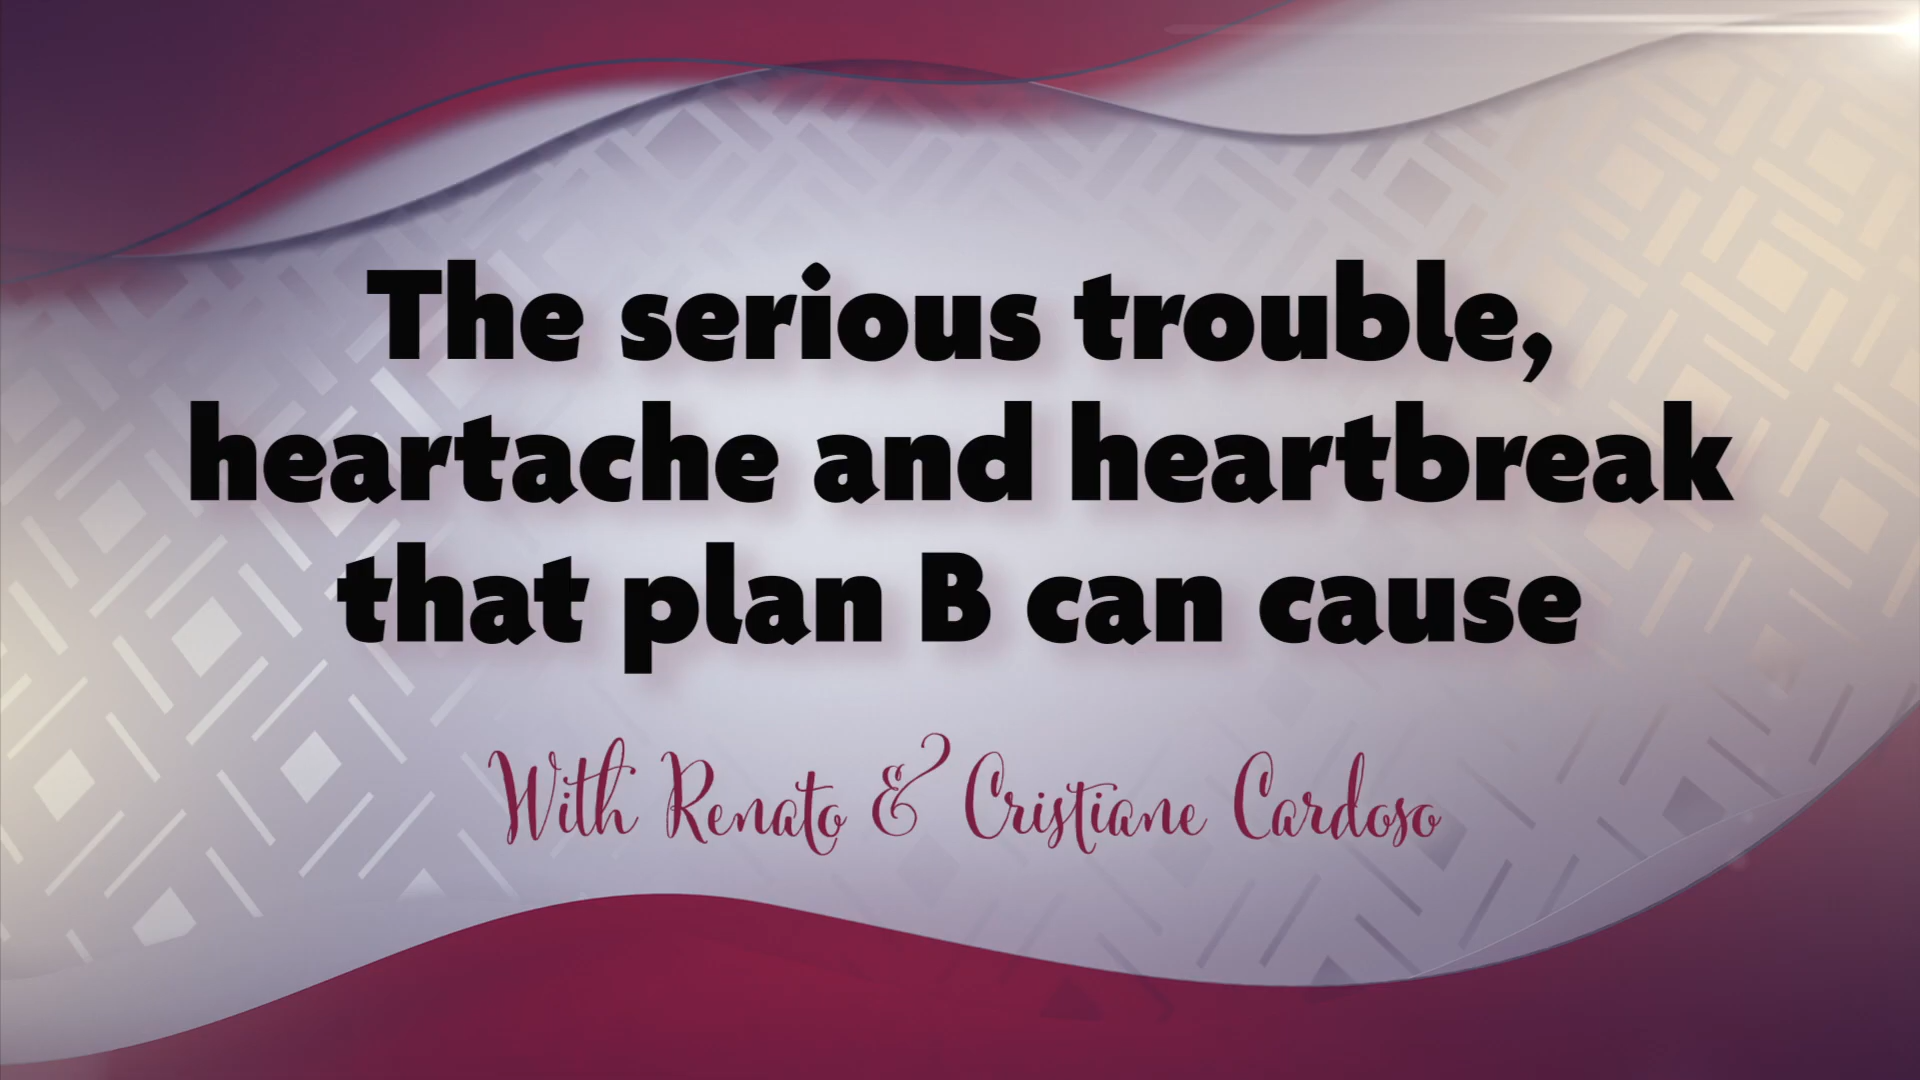 The serious trouble,
heartache and heartbreak
that plan B can cause
With Renato & Cristiane Cardoso